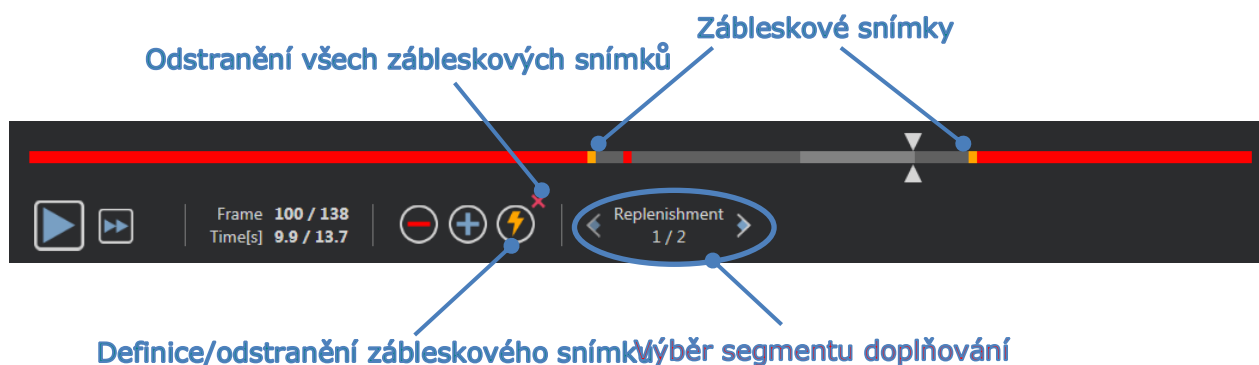 Zábleskové snímky
Odstranění všech zábleskových snímků
Frame 100 / 138
Time[s] 9.9 / 13.7
Replenishment
1 / 2
Definice/odstranění zábleskového snímku
Výběr segmentu doplňování